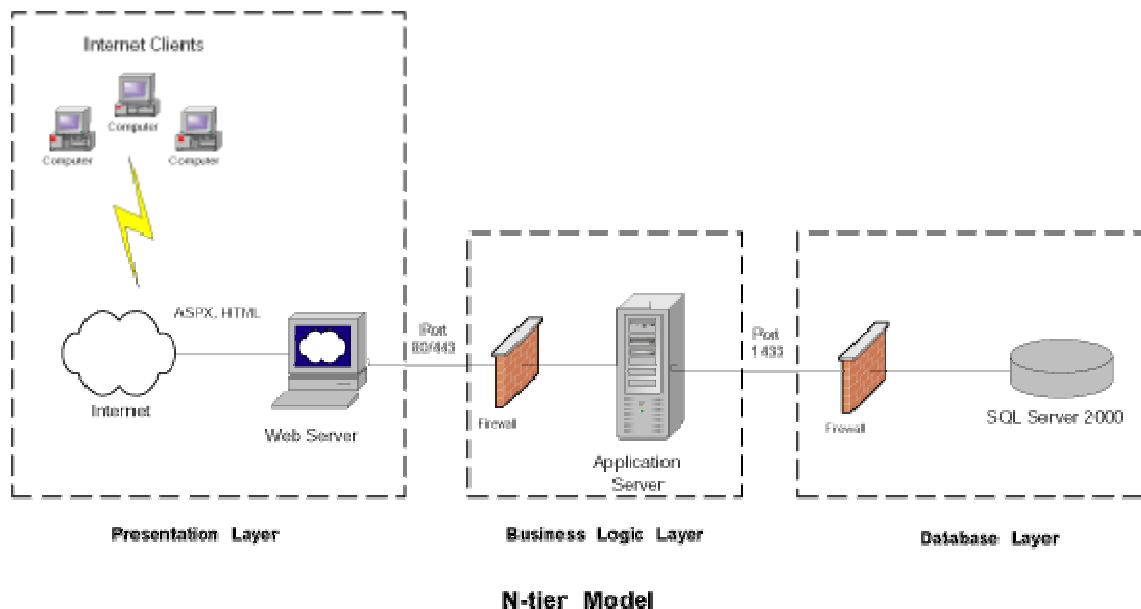 Internet Clients
Computer
Computer
Computer
ASPX, HTML
Internet
Web Server
Port
80/443
Firewall
Application
Server
Port
1433
Firewall
SQL Server 2000
Presentation Layer
Business Logic Layer
Database Layer
N-tier Model